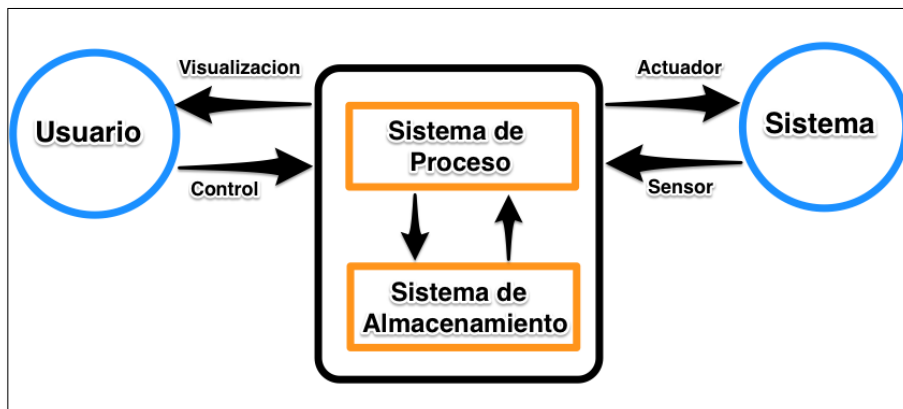 Visualizacion
Usuario
Control
Sistema de
Proceso
Sistema de
Almacenamiento
Actuador
Sistema
Sensor